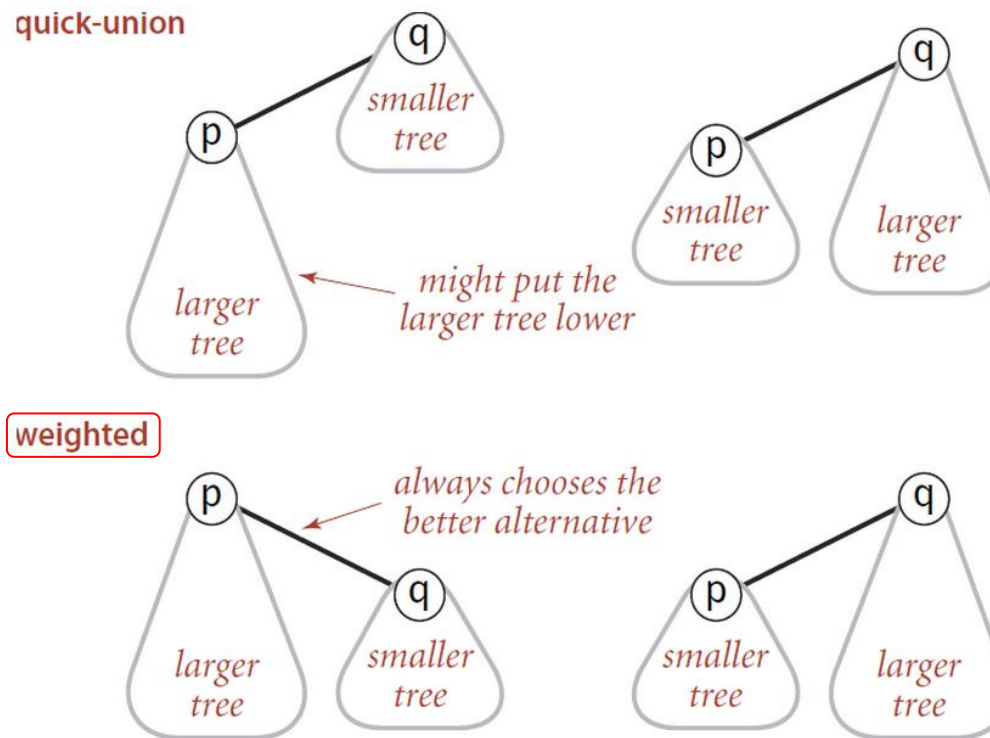 quick-union
q
smaller
tree
p
larger
tree
might put the
larger tree lower
q
p
smaller
tree
larger
tree
weighted
p
always chooses the
better alternative
q
larger
tree
smaller
tree
q
p
smaller
tree
larger
tree